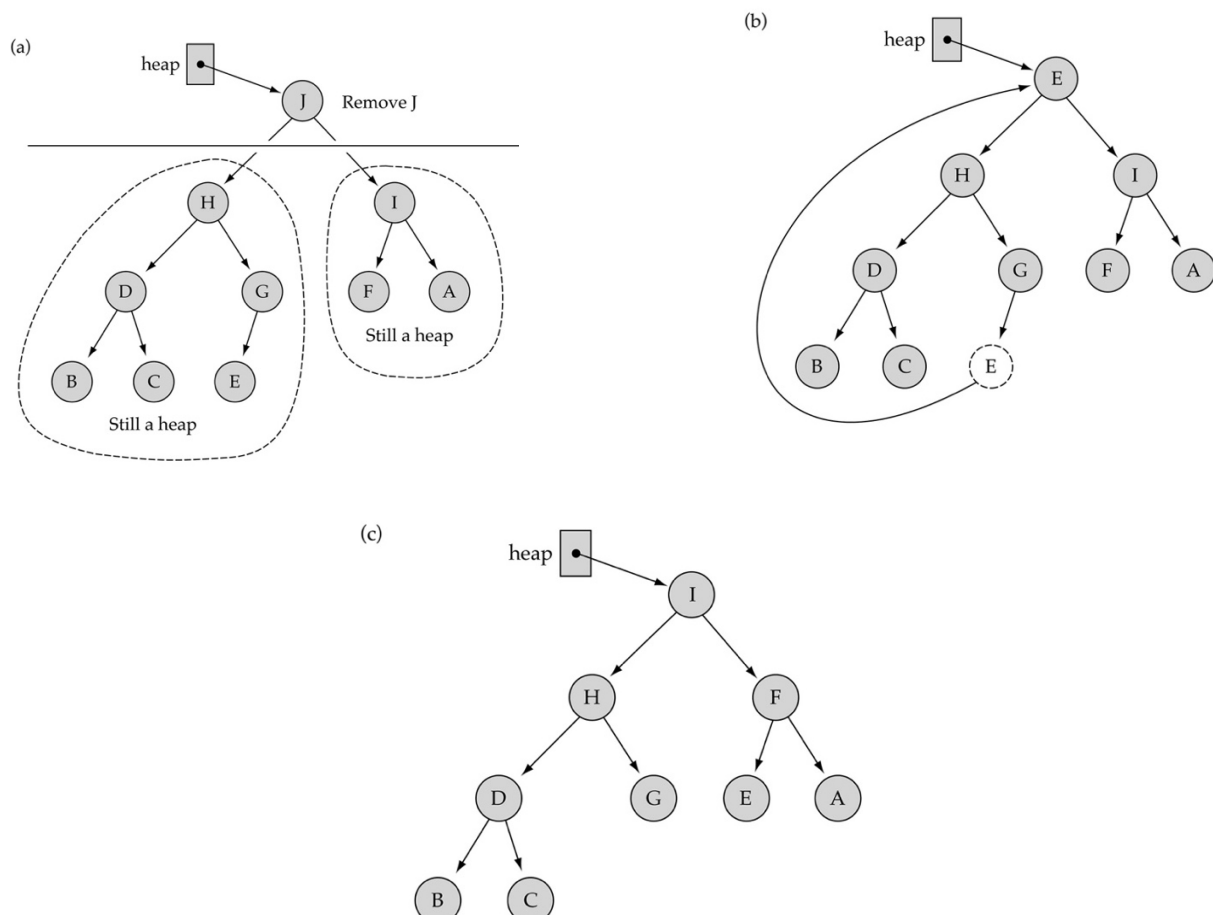 (a)
heap
J Remove J
H I
D G F A
Still a heap
B C E
Still a heap
(b)
heap
E
H I
D G F A
B C E
(c)
heap
I
H F
D G E A
B C